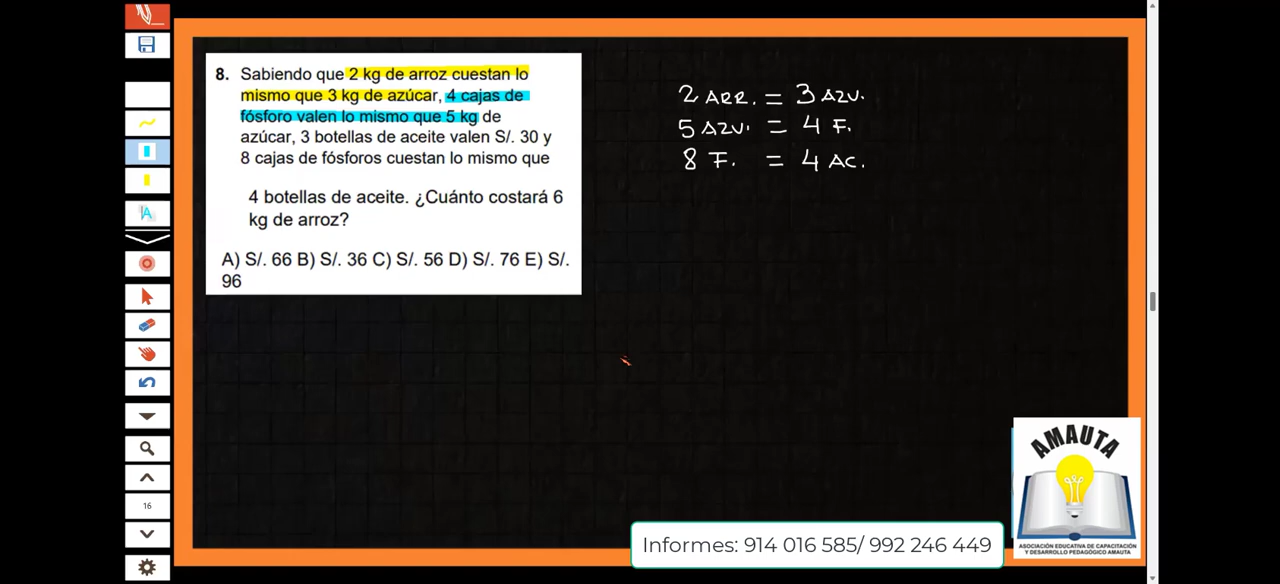 8. Sabiendo que 2 kg de arroz cuestan lo
mismo que 3 kg de azúcar, 4 cajas de
fósforo valen lo mismo que 5 kg de
azúcar, 3 botellas de aceite valen S/. 30 y
8 cajas de fósforos cuestan lo mismo que
4 botellas de aceite. ¿Cuánto costará 6
kg de arroz?
A) S/. 66 B) S/. 36 C) S/. 56 D) S/. 76 E) S/.
96
2 ARR. = 3 AZU.
5 AZU. = 4 F.
8 F. = 4 AC.
A
16
AMAUTA
ASOCIACIÓN EDUCATIVA DE CAPACITACIÓN
Y DESARROLLO PEDAGÓGICO AMAUTA
Informes: 914 016 585/ 992 246 449